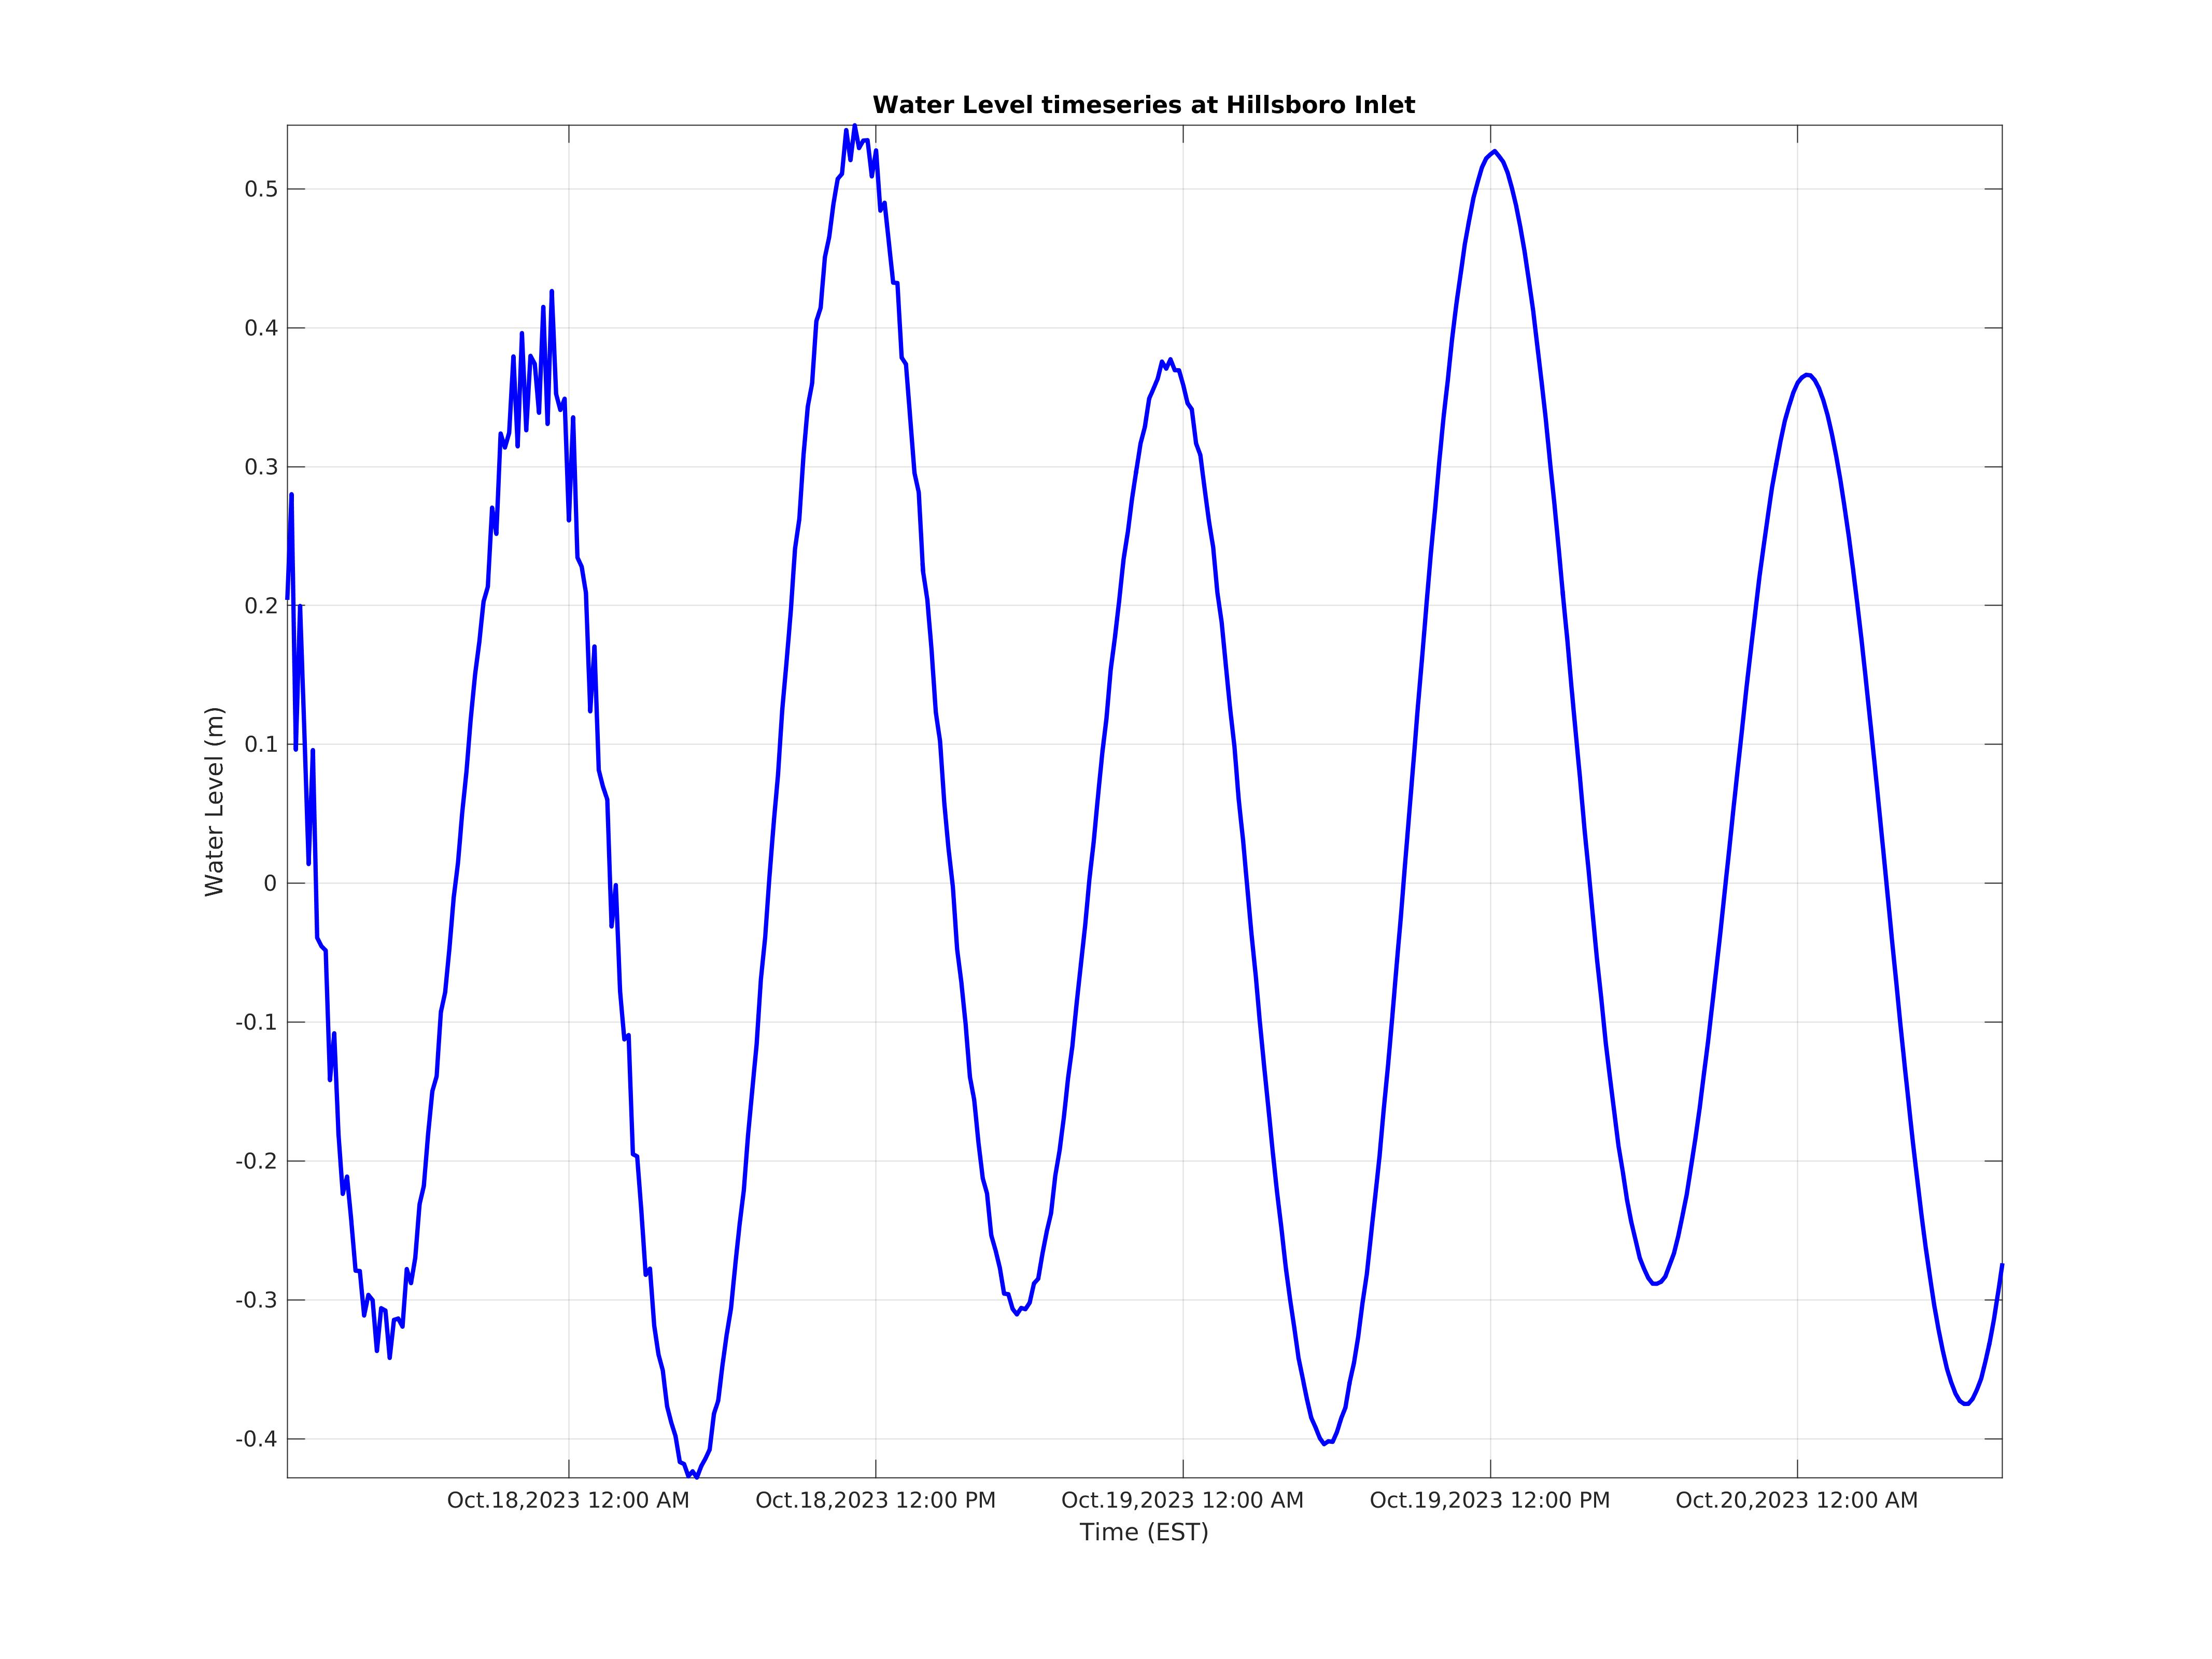 Water Level timeseries at Hillsboro Inlet
0.5
0.4
0.3
0.2
0.1
0
-0.1
-0.2
-0.3
-0.4
Water Level (m)
Oct.18,2023 12:00 AM Oct.18,2023 12:00 PM Oct.19,2023 12:00 AM Oct.19,2023 12:00 PM Oct.20,2023 12:00 AM
Time (EST)